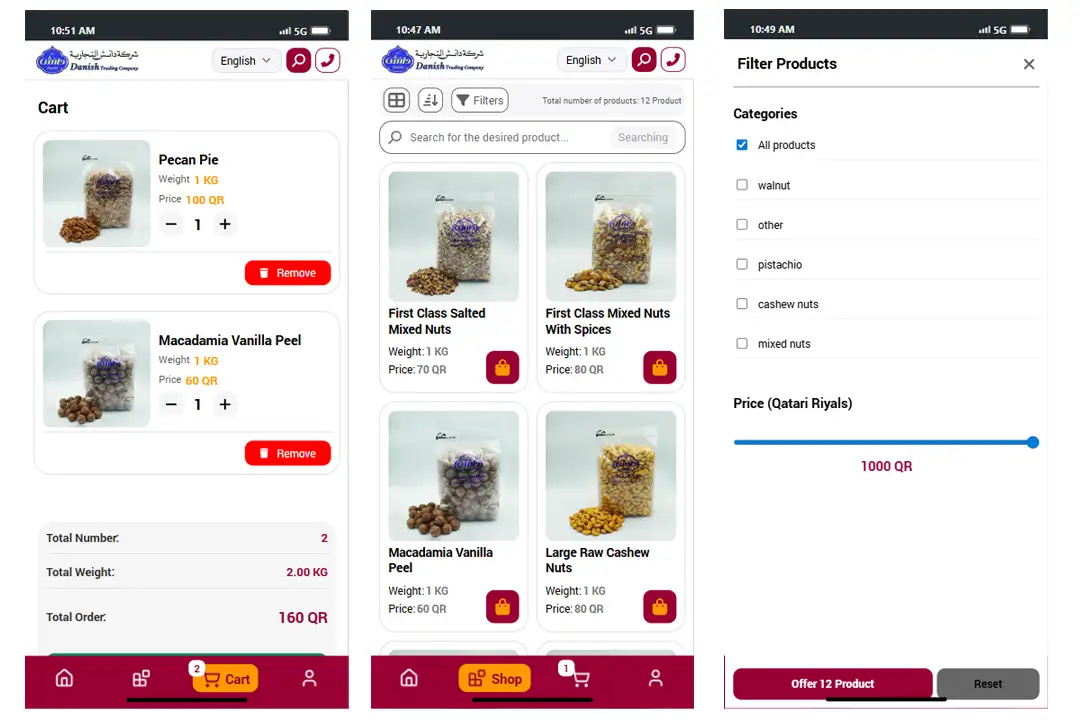 10:51 AM
5G
شركة دانش التجارية
Danish Trading Company
English
Cart
Pecan Pie
Weight 1 KG
Price 100 QR
1
Remove
Macadamia Vanilla Peel
Weight 1 KG
Price 60 QR
1
Remove
Total Number: 2
Total Weight: 2.00 KG
Total Order: 160 QR
2
Cart
10:47 AM
5G
شركة دانش التجارية
Danish Trading Company
English
Filters
Total number of products: 12 Product
Search for the desired product...
Searching
First Class Salted
Mixed Nuts
Weight: 1 KG
Price: 70 QR
First Class Mixed Nuts
With Spices
Weight: 1 KG
Price: 80 QR
Macadamia Vanilla
Peel
Weight: 1 KG
Price: 60 QR
Large Raw Cashew
Nuts
Weight: 1 KG
Price: 80 QR
Shop
1
10:49 AM
5G
Filter Products
Categories
All products
walnut
other
pistachio
cashew nuts
mixed nuts
Price (Qatari Riyals)
1000 QR
Offer 12 Product
Reset